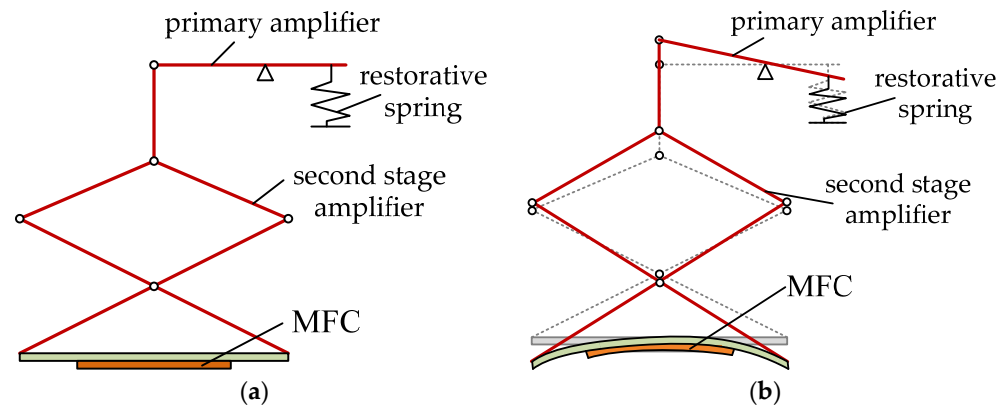 primary amplifier
restorative
spring
second stage
amplifier
MFC
(a)
primary amplifier
restorative
spring
second stage
amplifier
MFC
(b)